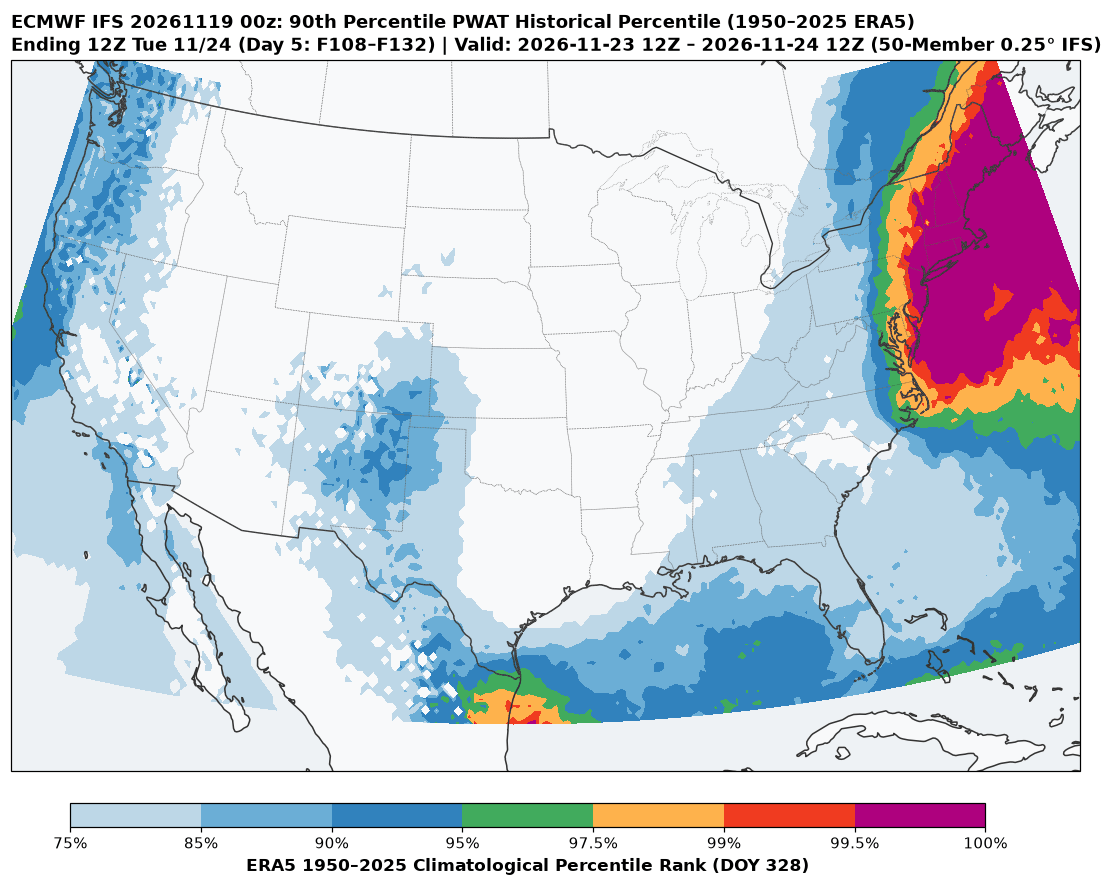 ECMWF IFS 20261119 00z: 90th Percentile PWAT Historical Percentile (1950–2025 ERA5)
Ending 12Z Tue 11/24 (Day 5: F108–F132) | Valid: 2026-11-23 12Z – 2026-11-24 12Z (50-Member 0.25° IFS)
75% 85% 90% 95% 97.5% 99% 99.5% 100%
ERA5 1950–2025 Climatological Percentile Rank (DOY 328)